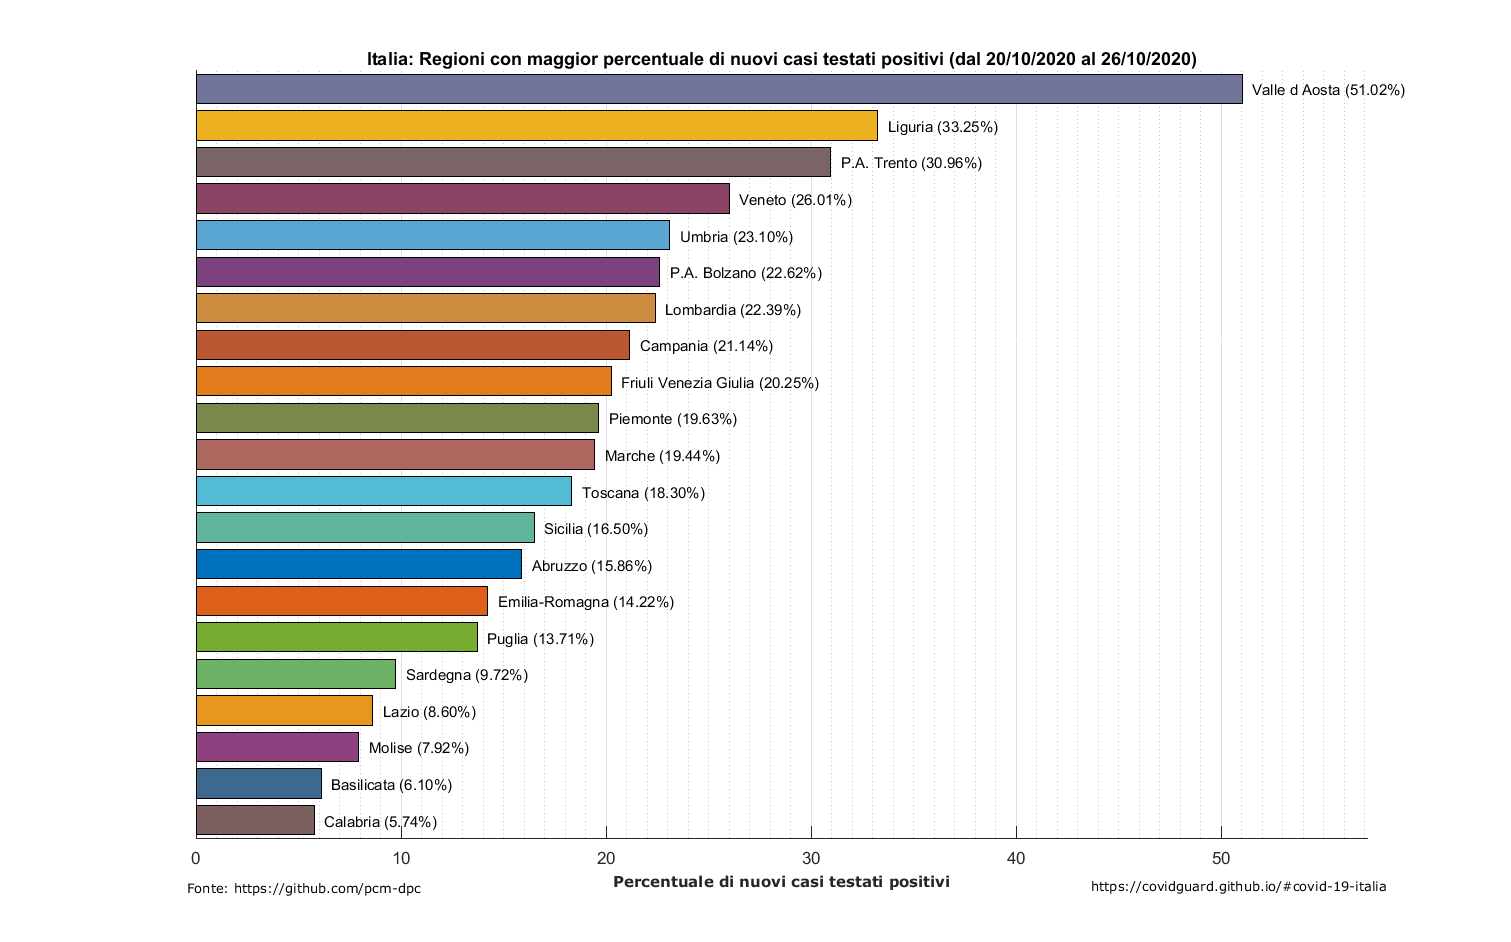 Italia: Regioni con maggior percentuale di nuovi casi testati positivi (dal 20/10/2020 al 26/10/2020)
Valle d Aosta (51.02%)
Liguria (33.25%)
P.A. Trento (30.96%)
Veneto (26.01%)
Umbria (23.10%)
P.A. Bolzano (22.62%)
Lombardia (22.39%)
Campania (21.14%)
Friuli Venezia Giulia (20.25%)
Piemonte (19.63%)
Marche (19.44%)
Toscana (18.30%)
Sicilia (16.50%)
Abruzzo (15.86%)
Emilia-Romagna (14.22%)
Puglia (13.71%)
Sardegna (9.72%)
Lazio (8.60%)
Molise (7.92%)
Basilicata (6.10%)
Calabria (5.74%)
0 10 20 30 40 50
Percentuale di nuovi casi testati positivi
Fonte: https://github.com/pcm-dpc
https://covidguard.github.io/#covid-19-italia